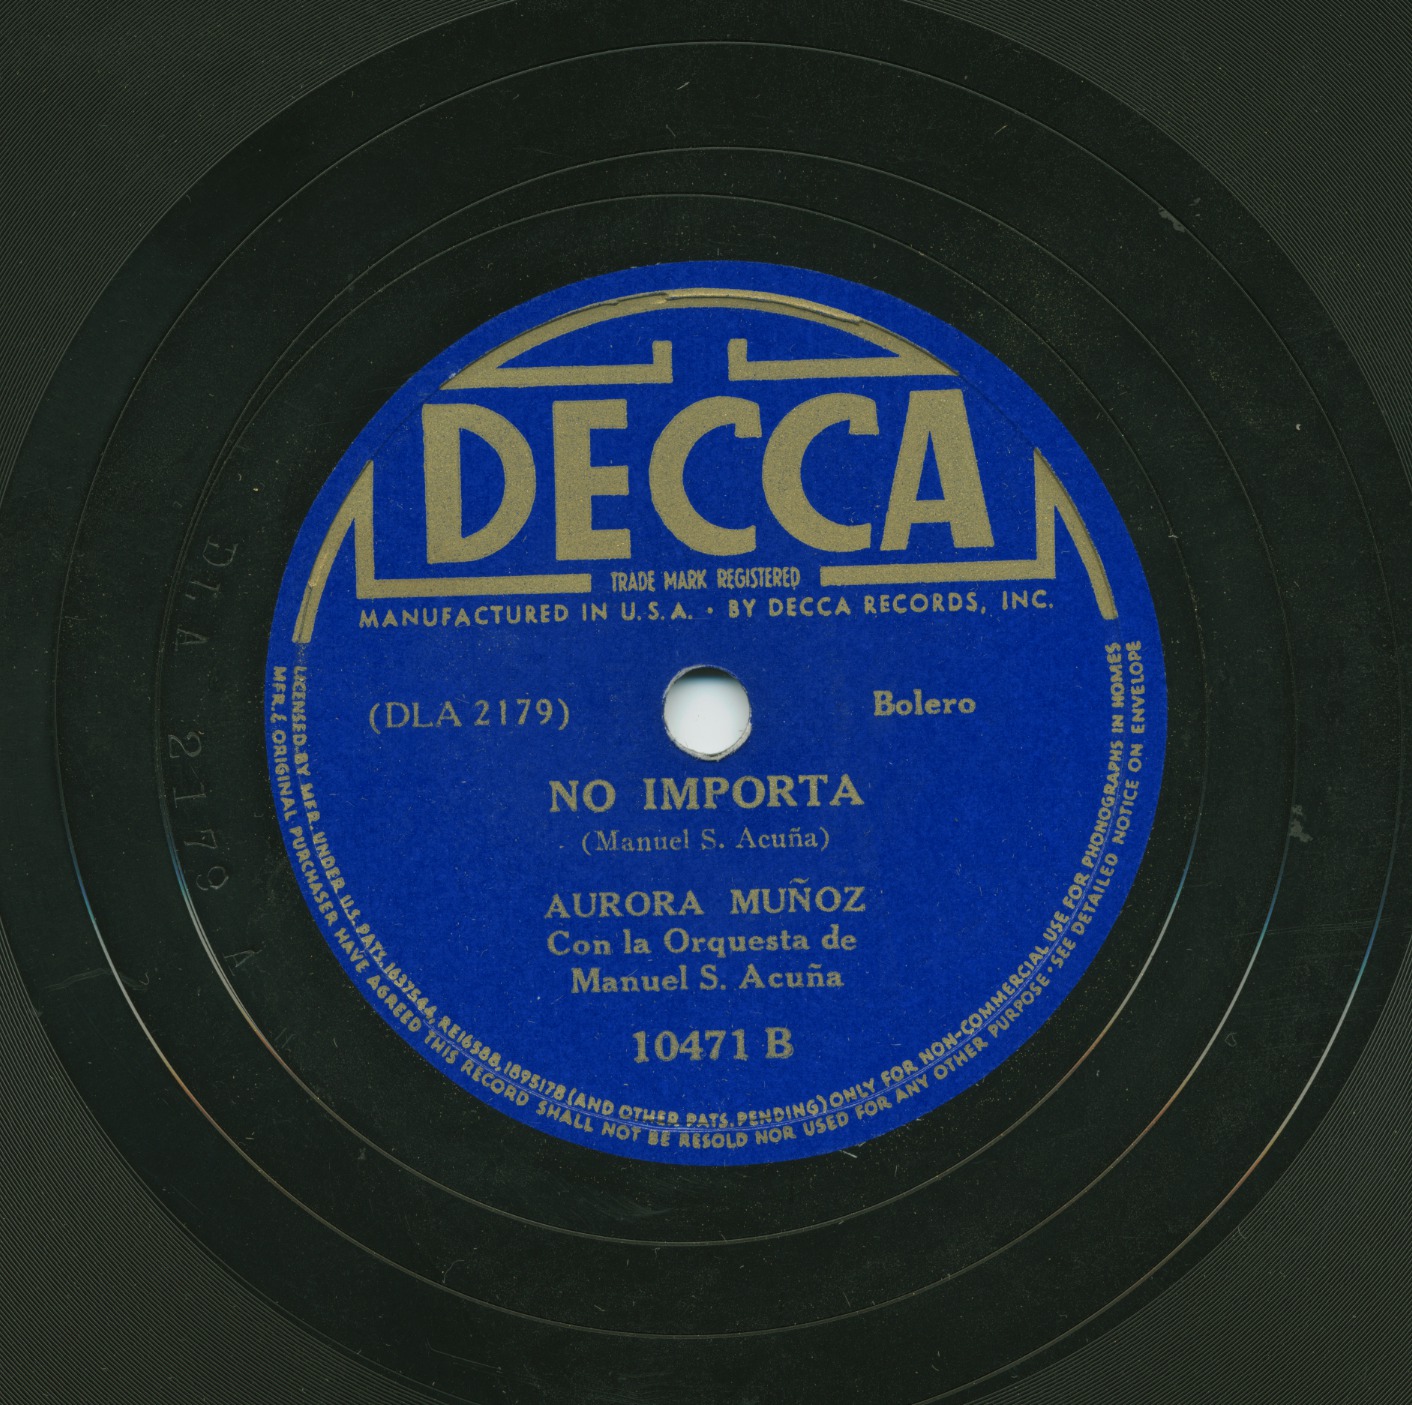 DECCA
TRADE MARK REGISTERED
MANUFACTURED IN U.S.A. · BY DECCA RECORDS, INC.
(DLA 2179)
Bolero
NO IMPORTA
(Manuel S. Acuña)
AURORA MUÑOZ
Con la Orquesta de
Manuel S. Acuña
10471 B
LICENSED BY MFR. UNDER U.S. PATS. 1637544, RE16588, 1895178 (AND OTHER PATS. PENDING) ONLY FOR NON-COMMERCIAL USE FOR PHONOGRAPHS IN HOMES
MFR. & ORIGINAL PURCHASER HAVE AGREED THIS RECORD SHALL NOT BE RESOLD NOR USED FOR ANY OTHER PURPOSE · SEE DETAILED NOTICE ON ENVELOPE
DLA 2179 A